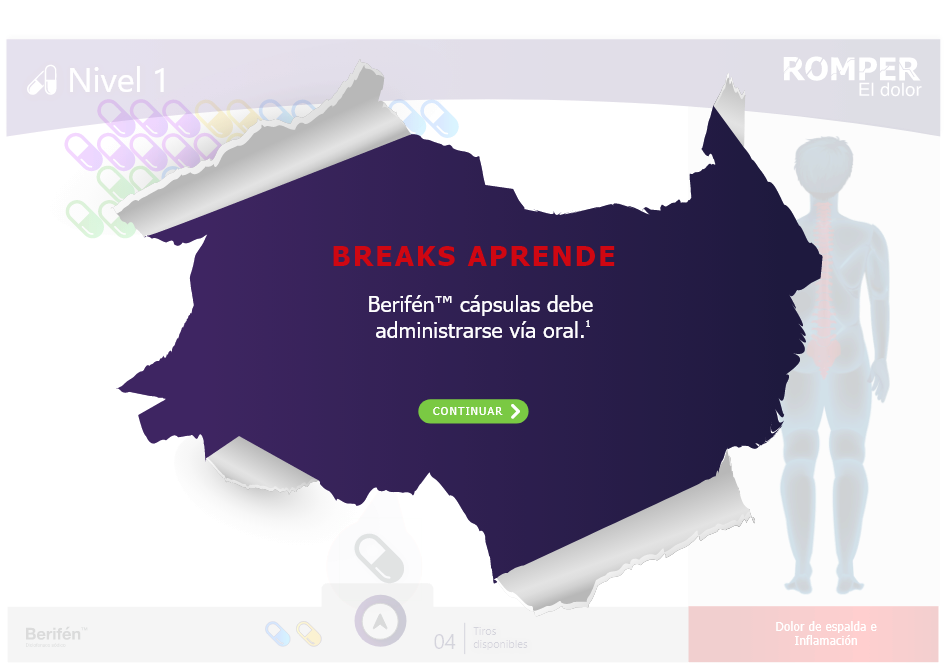 Nivel 1
ROMPER
El dolor
BREAKS APRENDE
Berifén™ cápsulas debe
administrarse vía oral.¹
CONTINUAR
Berifén™
04
Tiros
disponibles
Dolor de espalda e
Inflamación